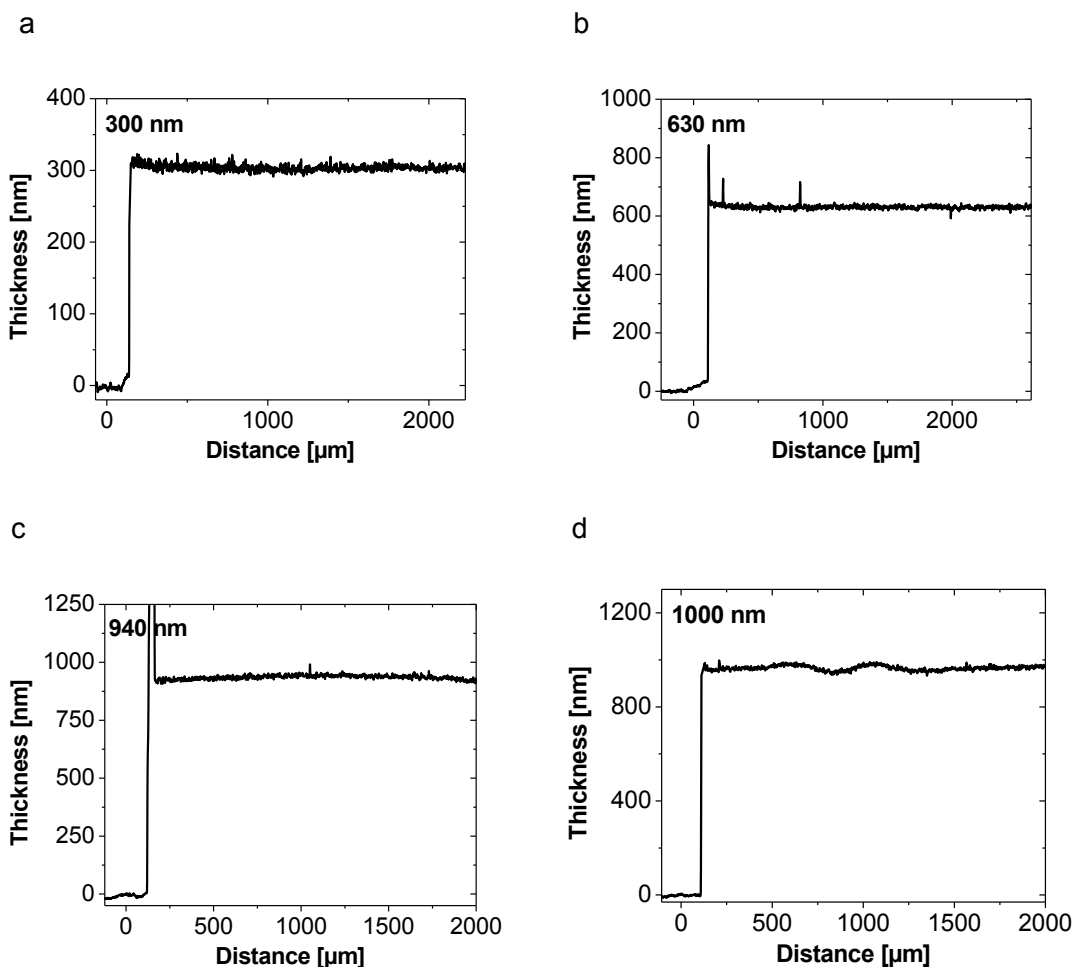 a
400
300 nm
300
200
100
0
0 1000 2000
Thickness [nm]
Distance [µm]
b
1000
630 nm
800
600
400
200
0
0 1000 2000
Thickness [nm]
Distance [µm]
c
1250
940 nm
1000
750
500
250
0
0 500 1000 1500 2000
Thickness [nm]
Distance [µm]
d
1200
1000 nm
800
400
0
0 500 1000 1500 2000
Thickness [nm]
Distance [µm]